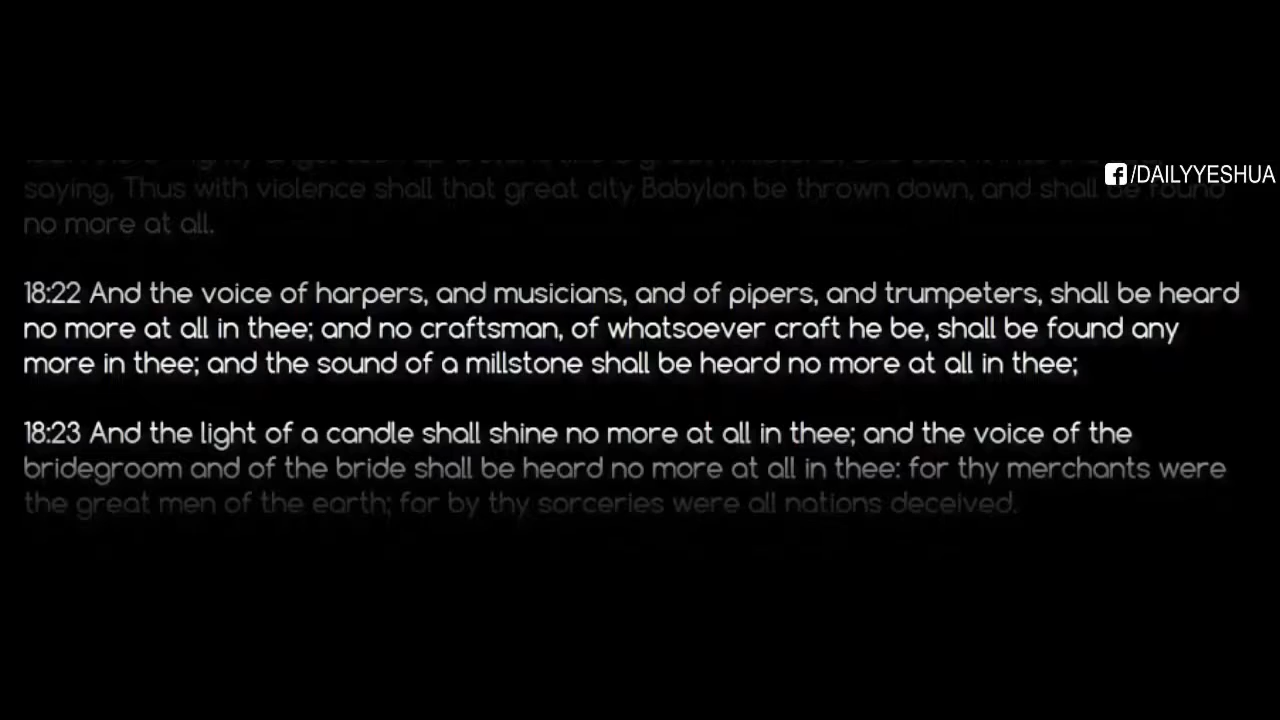 /DAILYYESHUA
saying, Thus with violence shall that great city Babylon be thrown down, and shall be found
no more at all.
18:22 And the voice of harpers, and musicians, and of pipers, and trumpeters, shall be heard
no more at all in thee; and no craftsman, of whatsoever craft he be, shall be found any
more in thee; and the sound of a millstone shall be heard no more at all in thee;
18:23 And the light of a candle shall shine no more at all in thee; and the voice of the
bridegroom and of the bride shall be heard no more at all in thee: for thy merchants were
the great men of the earth; for by thy sorceries were all nations deceived.